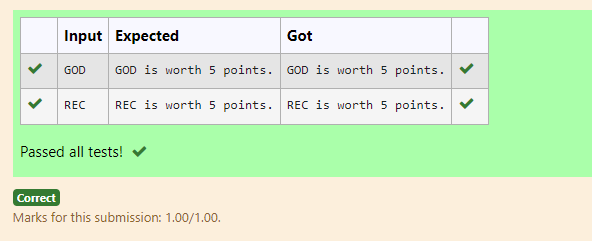 Input Expected Got
GOD GOD is worth 5 points. GOD is worth 5 points.
REC REC is worth 5 points. REC is worth 5 points.
Passed all tests!
Correct
Marks for this submission: 1.00/1.00.